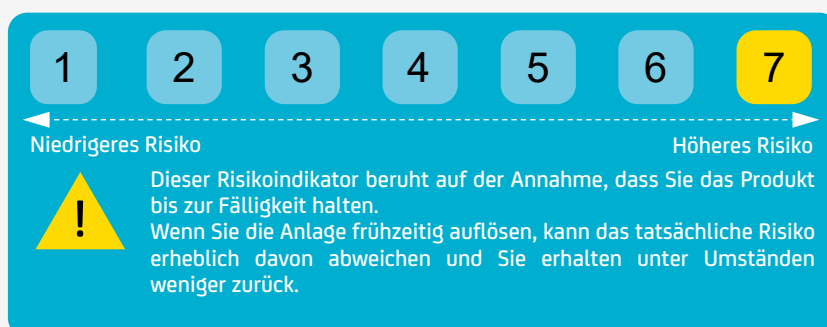 1 2 3 4 5 6 7
Niedrigeres Risiko Höheres Risiko
!
Dieser Risikoindikator beruht auf der Annahme, dass Sie das Produkt
bis zur Fälligkeit halten.
Wenn Sie die Anlage frühzeitig auflösen, kann das tatsächliche Risiko
erheblich davon abweichen und Sie erhalten unter Umständen
weniger zurück.